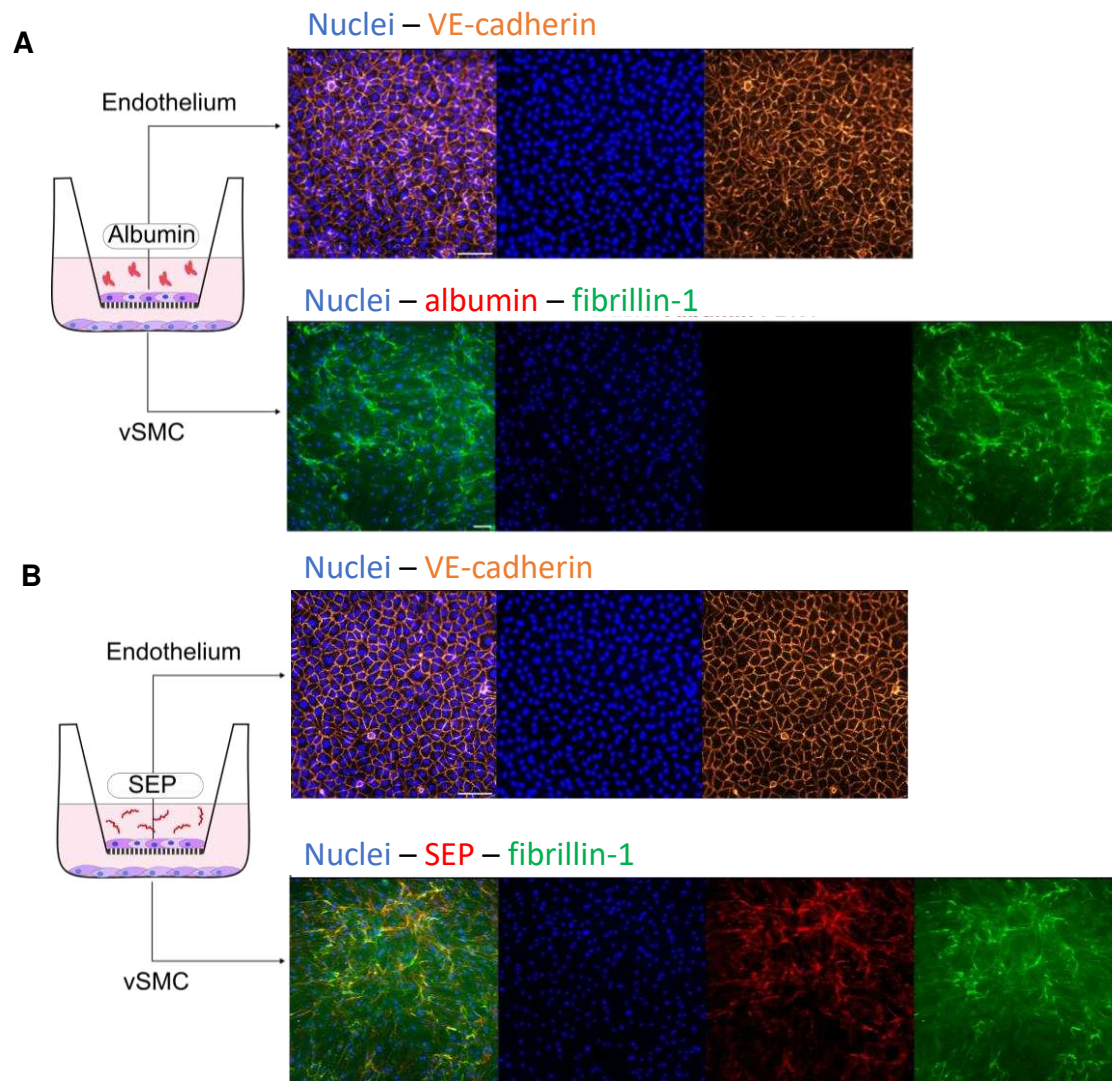 A
Nuclei – VE-cadherin
Endothelium
Albumin
Nuclei – albumin – fibrillin-1
vSMC
B
Nuclei – VE-cadherin
Endothelium
SEP
Nuclei – SEP – fibrillin-1
vSMC